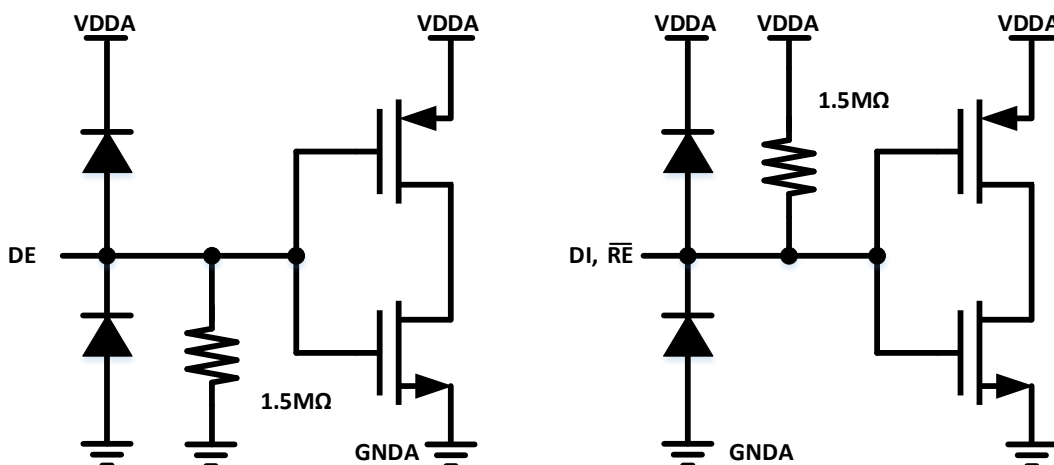 VDDA
VDDA
1.5MΩ
DE
GNDA
VDDA
VDDA
VDDA
1.5MΩ
DI, R̅E̅
GNDA